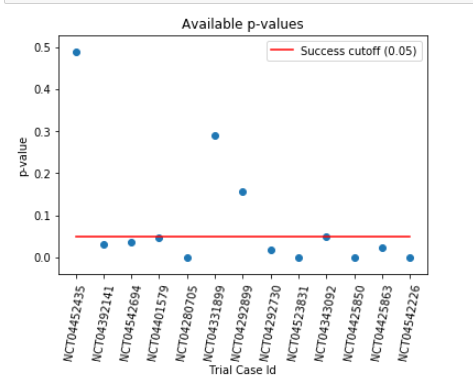 Available p-values
Success cutoff (0.05)
0.5
0.4
0.3
0.2
0.1
0.0
p-value
NCT04452435
NCT04392141
NCT04542694
NCT04401579
NCT04280705
NCT04331899
NCT04292899
NCT04292730
NCT04523831
NCT04343092
NCT04425850
NCT04425863
NCT04542226
Trial Case Id